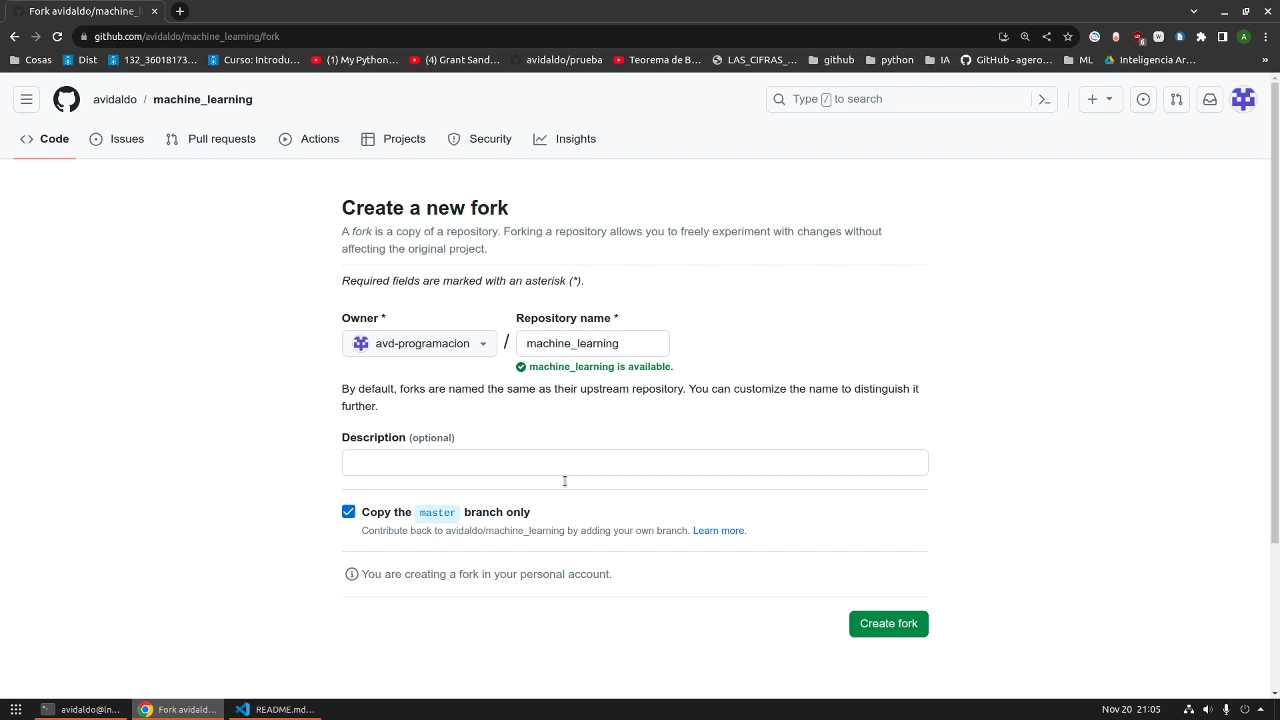 Fork avidaldo/machine_l
github.com/avidaldo/machine_learning/fork
Cosas
Dist
132_36018173...
Curso: Introdu...
(1) My Python...
(4) Grant Sand...
avidaldo/prueba
Teorema de B...
LAS_CIFRAS_...
github
python
IA
GitHub - agero...
ML
Inteligencia Ar...
»
avidaldo / machine_learning
Type / to search
Code
Issues
Pull requests
Actions
Projects
Security
Insights
Create a new fork
A fork is a copy of a repository. Forking a repository allows you to freely experiment with changes without
affecting the original project.
Required fields are marked with an asterisk (*).
Owner *
Repository name *
avd-programacion / machine_learning
machine_learning is available.
By default, forks are named the same as their upstream repository. You can customize the name to distinguish it
further.
Description (optional)
Copy the master branch only
Contribute back to avidaldo/machine_learning by adding your own branch. Learn more.
You are creating a fork in your personal account.
Create fork
avidaldo@ln...
Fork avidald...
README.md...
Nov 20 21:05